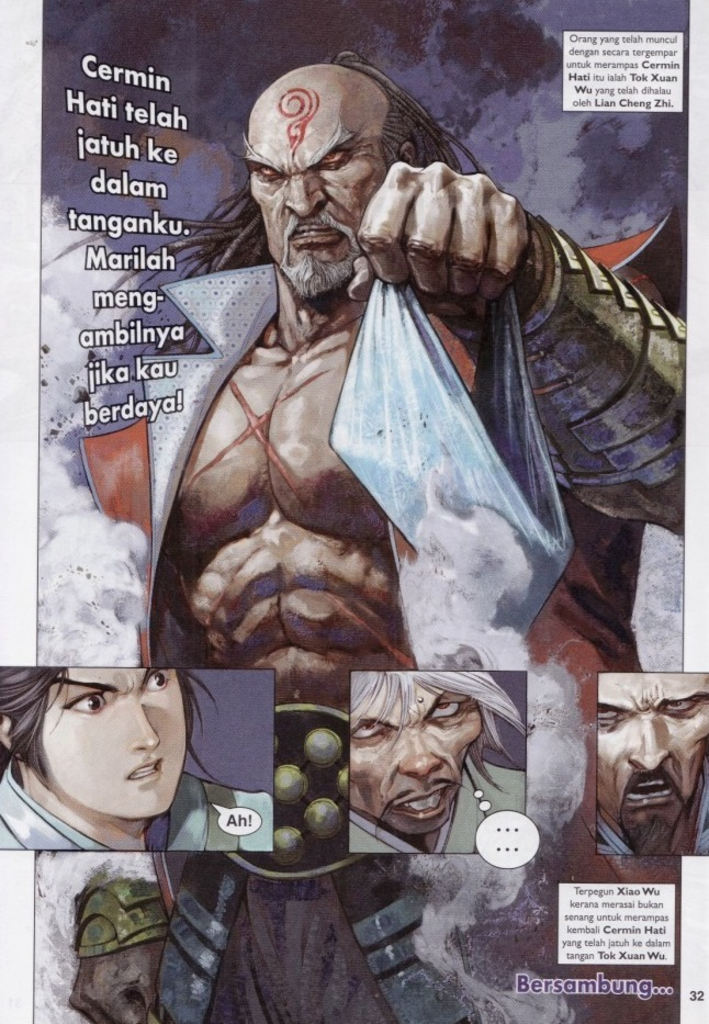 Orang yang telah muncul
dengan secara tergempar
untuk merampas Cermin
Hati itu ialah Tok Xuan
Wu yang telah dihalau
oleh Lian Cheng Zhi.
Cermin
Hati telah
jatuh ke
dalam
tanganku.
Marilah
meng-
ambilnya
jika kau
berdaya!
Ah!
...
...
Terpegun Xiao Wu
kerana merasai bukan
senang untuk merampas
kembali Cermin Hati
yang telah jatuh ke dalam
tangan Tok Xuan Wu.
Bersambung...
32